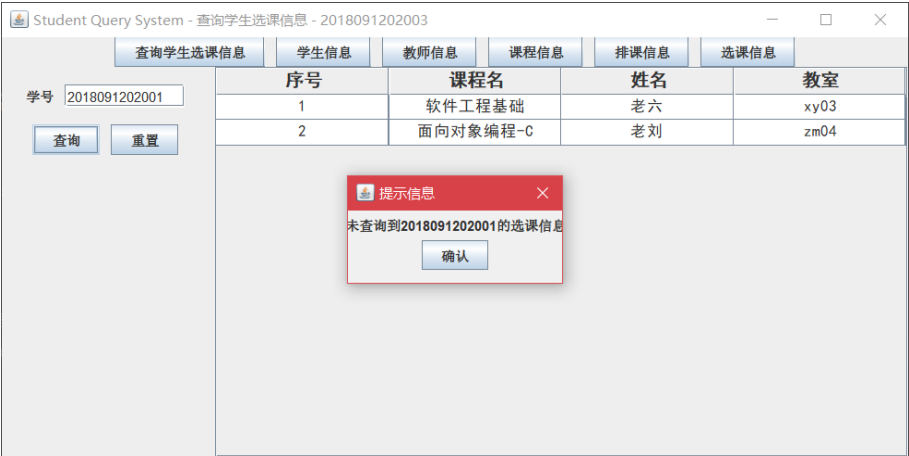 Student Query System - 查询学生选课信息 - 2018091202003
查询学生选课信息 学生信息 教师信息 课程信息 排课信息 选课信息
学号 2018091202001
查询 重置
序号 课程名 姓名 教室
1 软件工程基础 老六 xy03
2 面向对象编程-C 老刘 zm04
提示信息
未查询到2018091202001的选课信息
确认